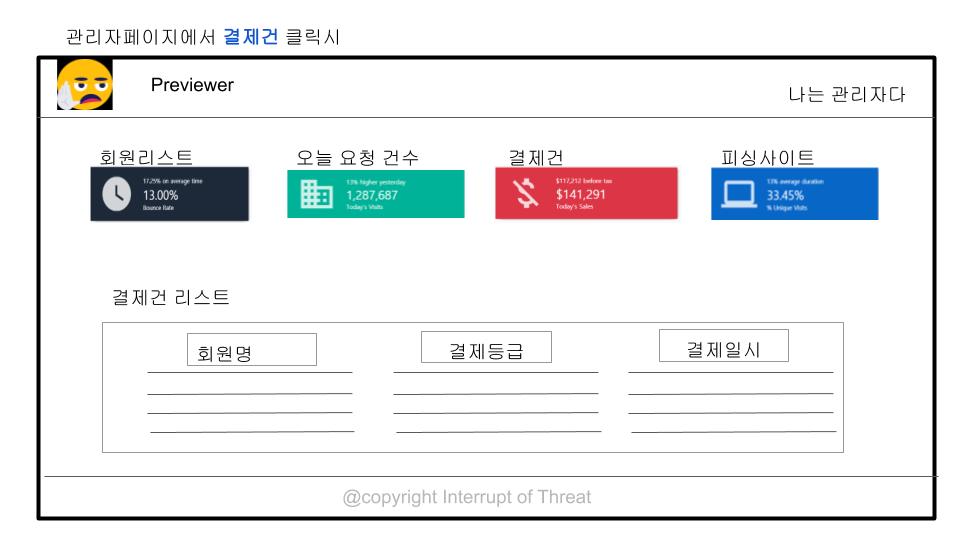 관리자페이지에서 결제건 클릭시
Previewer
나는 관리자다
회원리스트
17.25% on average time
13.00%
Bounce Rate
오늘 요청 건수
13% higher yesterday
1,287,687
Today's Visits
결제건
$117,212 before tax
$141,291
Today's Sales
피싱사이트
13% average duration
33.45%
% Unique Visits
결제건 리스트
회원명
결제등급
결제일시
@copyright Interrupt of Threat